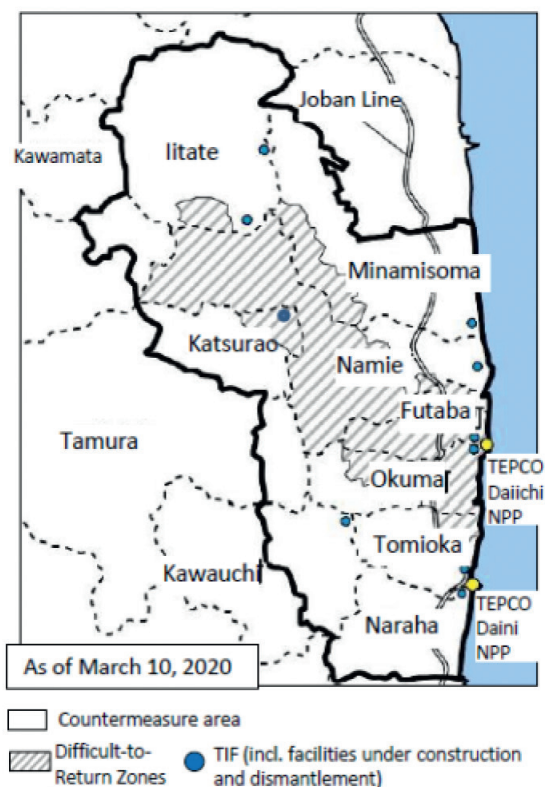 Joban Line
Iitate
Kawamata
Minamisoma
Katsurao
Namie
Futaba
Tamura
TEPCO
Daiichi
NPP
Okuma
Tomioka
Kawauchi
TEPCO
Daini
NPP
Naraha
As of March 10, 2020
Countermeasure area
Difficult-to-
Return Zones
TIF (incl. facilities under construction
and dismantlement)